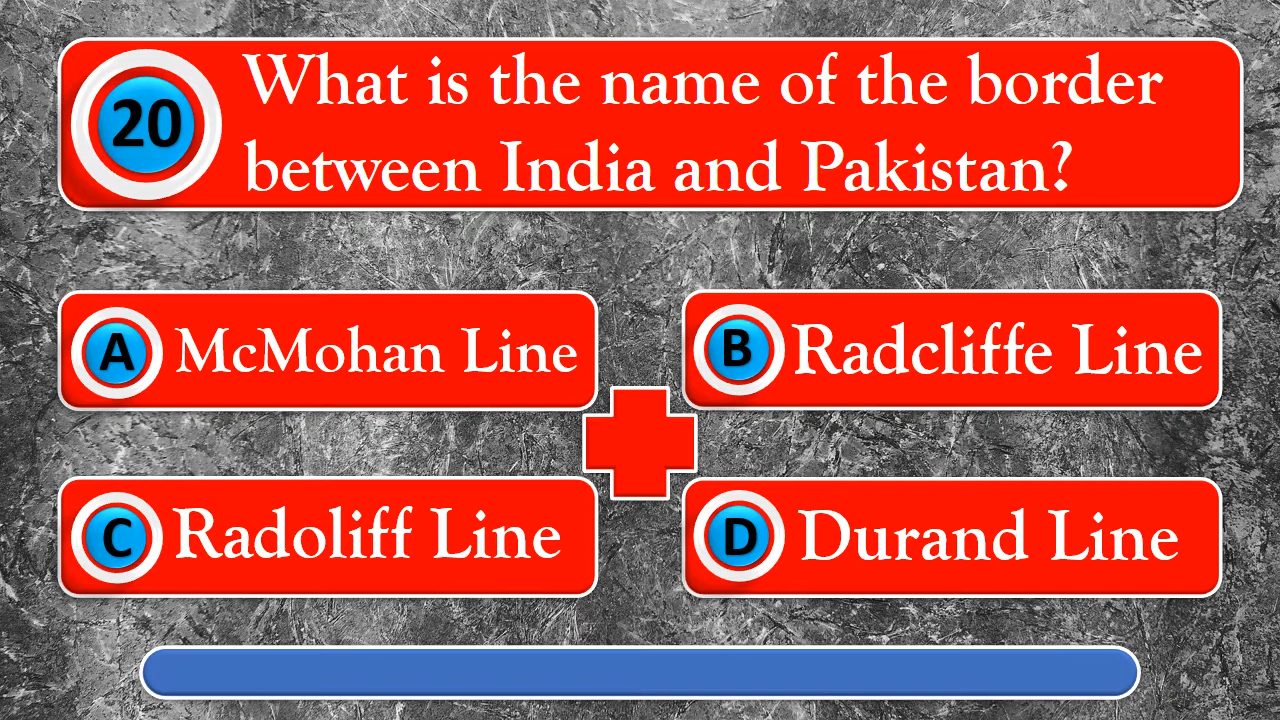 20
What is the name of the border
between India and Pakistan?
A McMohan Line
B Radcliffe Line
C Radoliff Line
D Durand Line